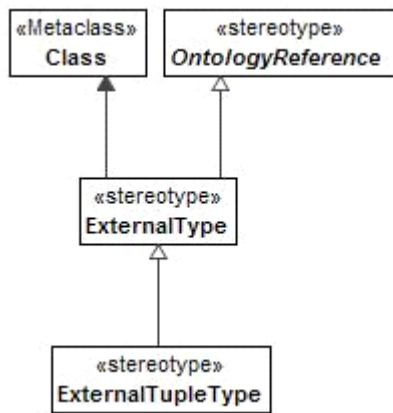 «Metaclass»
Class
«stereotype»
OntologyReference
«stereotype»
ExternalType
«stereotype»
ExternalTupleType